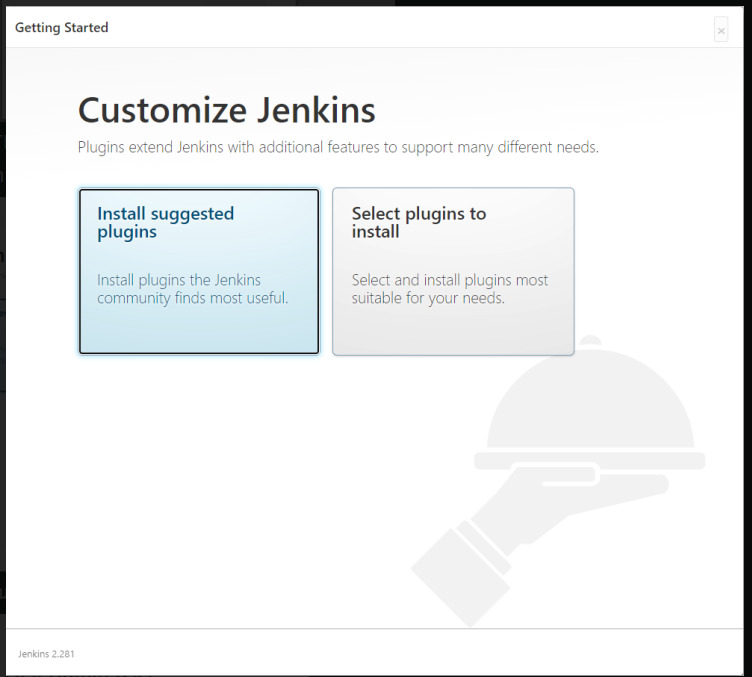 Getting Started
×
Customize Jenkins
Plugins extend Jenkins with additional features to support many different needs.
Install suggested
plugins
Install plugins the Jenkins
community finds most useful.
Select plugins to
install
Select and install plugins most
suitable for your needs.
Jenkins 2.281